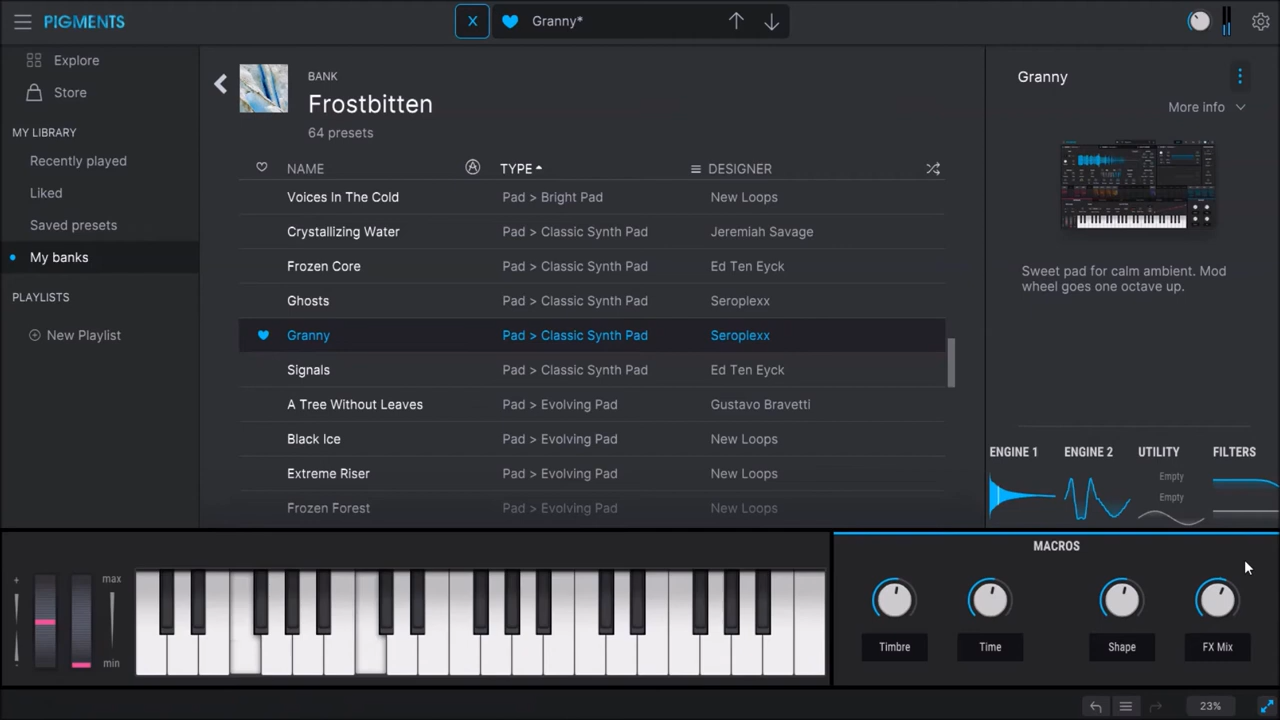 PIGMENTS
X
Granny*
Explore
Store
MY LIBRARY
Recently played
Liked
Saved presets
My banks
PLAYLISTS
New Playlist
BANK
Frostbitten
64 presets
NAME TYPE DESIGNER
Voices In The Cold Pad > Bright Pad New Loops
Crystallizing Water Pad > Classic Synth Pad Jeremiah Savage
Frozen Core Pad > Classic Synth Pad Ed Ten Eyck
Ghosts Pad > Classic Synth Pad Seroplexx
Granny Pad > Classic Synth Pad Seroplexx
Signals Pad > Classic Synth Pad Ed Ten Eyck
A Tree Without Leaves Pad > Evolving Pad Gustavo Bravetti
Black Ice Pad > Evolving Pad New Loops
Extreme Riser Pad > Evolving Pad New Loops
Frozen Forest Pad > Evolving Pad New Loops
Granny
More info
Sweet pad for calm ambient. Mod
wheel goes one octave up.
ENGINE 1 ENGINE 2 UTILITY FILTERS
Empty
Empty
+
-
max
min
MACROS
Timbre Time Shape FX Mix
23%